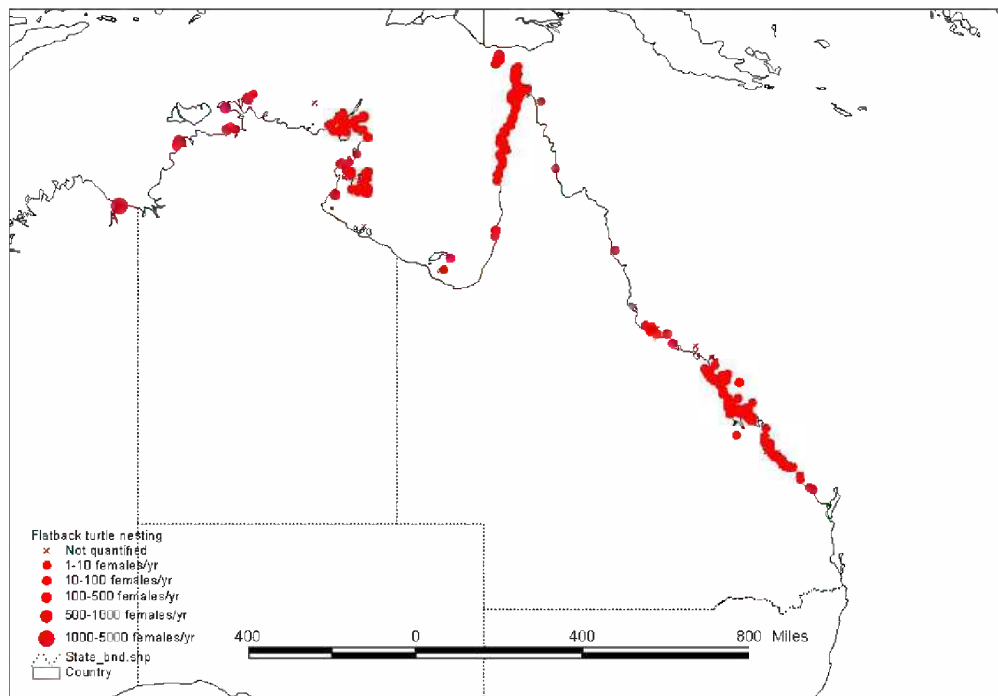 Flatback turtle nesting
Not quantified
1-10 females/yr
10-100 females/yr
100-500 females/yr
500-1000 females/yr
1000-5000 females/yr
State_bnd.shp
Country
400 0 400 800 Miles